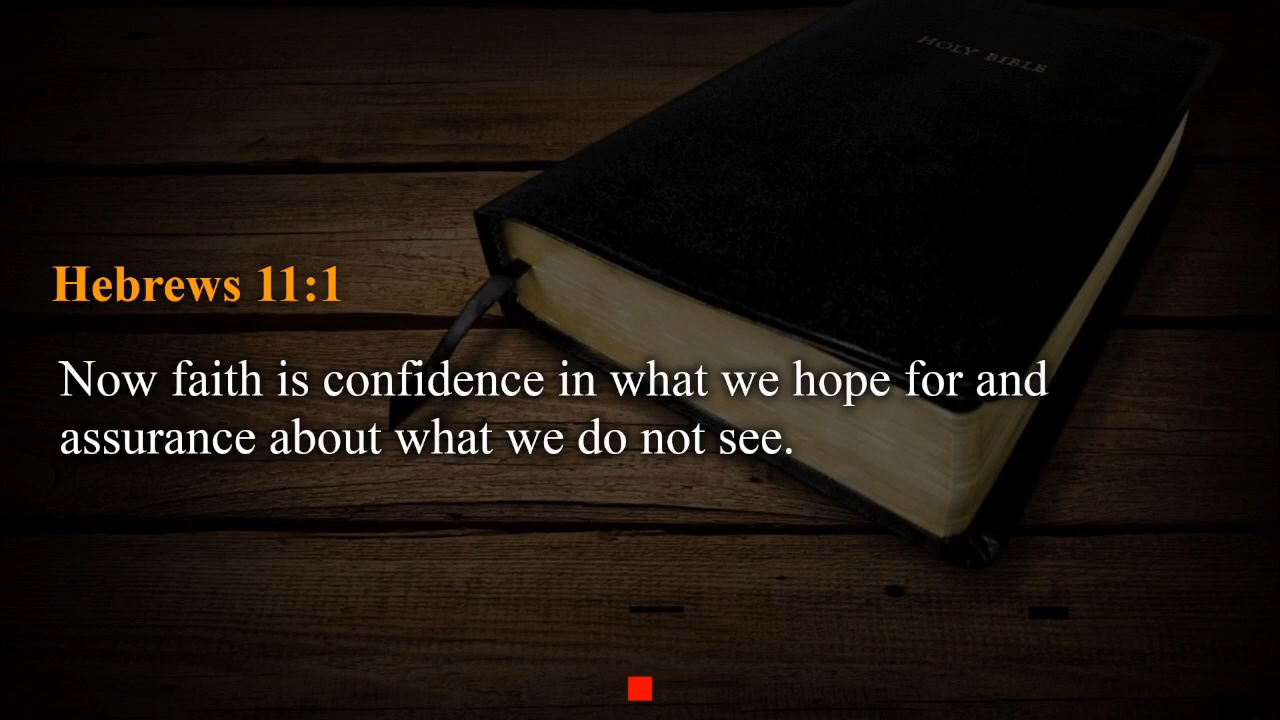 HOLY BIBLE
Hebrews 11:1
Now faith is confidence in what we hope for and
assurance about what we do not see.